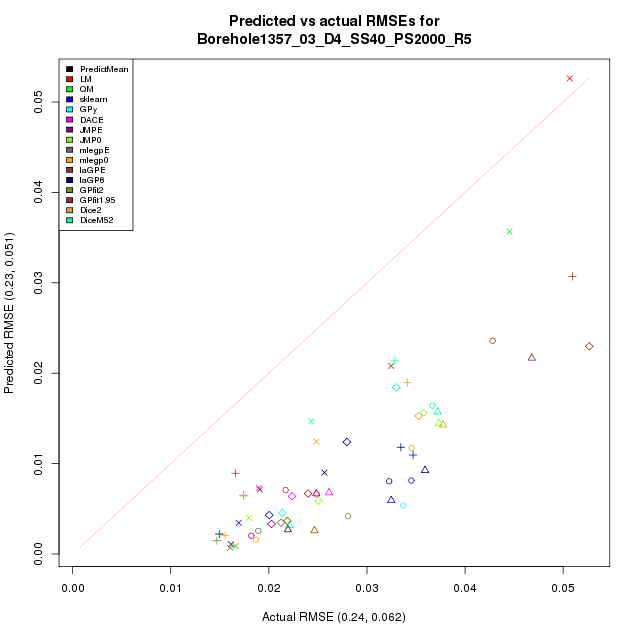 Predicted vs actual RMSEs for
Borehole1357_03_D4_SS40_PS2000_R5
PredictMean
LM
QM
sklearn
GPy
DACE
JMPE
JMP0
mlegpE
mlegp0
laGPE
laGP6
GPfit2
GPfit1.95
Dice2
DiceM52
Predicted RMSE (0.23, 0.051)
0.05
0.04
0.03
0.02
0.01
0.00
0.00 0.01 0.02 0.03 0.04 0.05
Actual RMSE (0.24, 0.062)